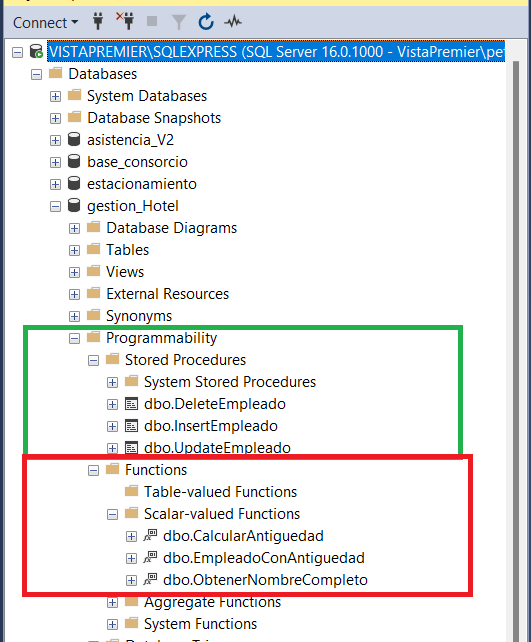 Connect
VISTAPREMIER\SQLEXPRESS (SQL Server 16.0.1000 - VistaPremier\pe
Databases
System Databases
Database Snapshots
asistencia_V2
base_consorcio
estacionamiento
gestion_Hotel
Database Diagrams
Tables
Views
External Resources
Synonyms
Programmability
Stored Procedures
System Stored Procedures
dbo.DeleteEmpleado
dbo.InsertEmpleado
dbo.UpdateEmpleado
Functions
Table-valued Functions
Scalar-valued Functions
dbo.CalcularAntiguedad
dbo.EmpleadoConAntiguedad
dbo.ObtenerNombreCompleto
Aggregate Functions
System Functions